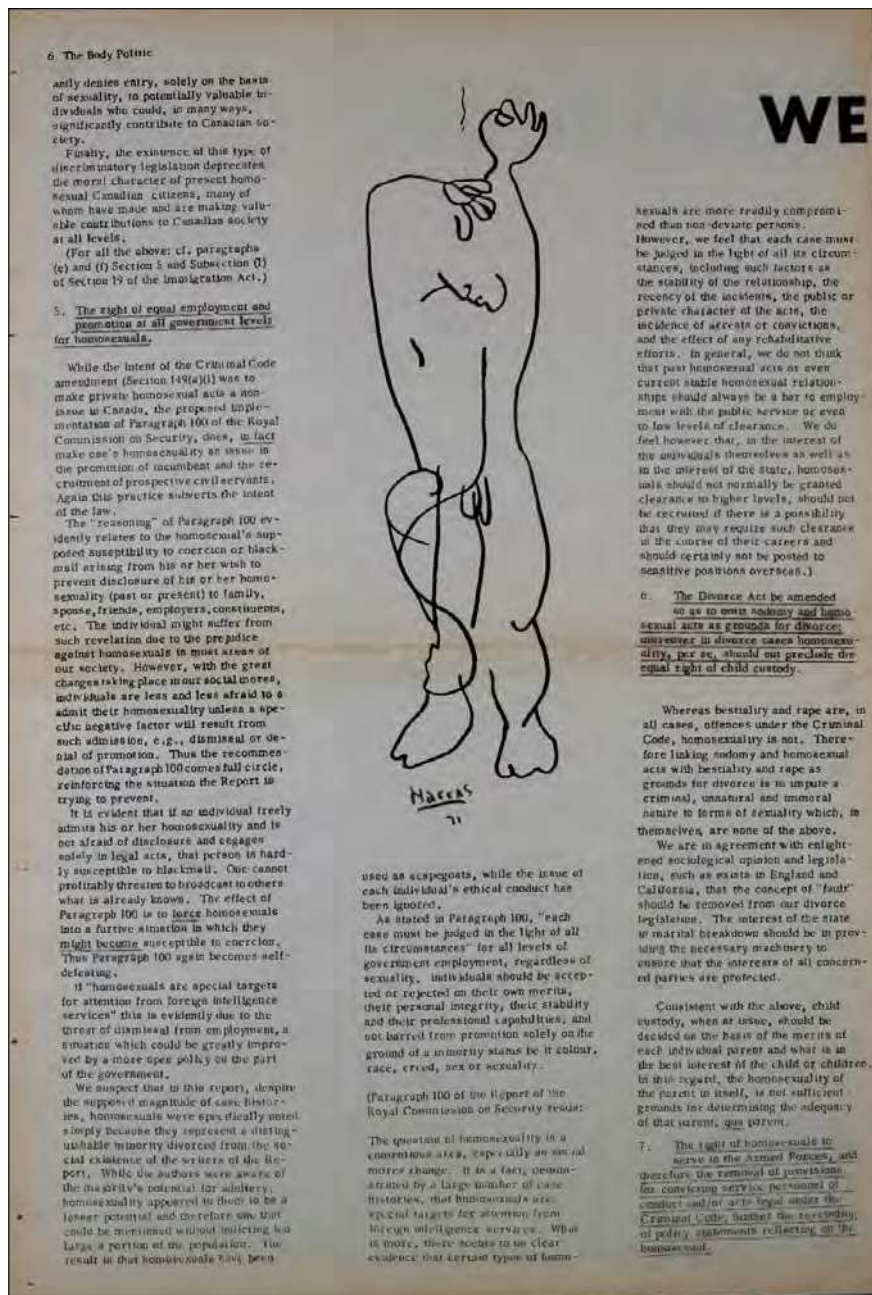 6 The Body Politic
antly denies entry, solely on the basis
of sexuality, to potentially valuable in-
dividuals who could, in many ways,
significantly contribute to Canadian so-
ciety.
Finally, the existence of this type of
discriminatory legislation deprecates
the moral character of present homo-
sexual Canadian citizens, many of
whom have made and are making valu-
able contributions to Canadian society
at all levels.
(For all the above: cf. paragraphs
(e) and (f) Section 5 and Subsection (1)
of Section 19 of the Immigration Act.)
5. The right of equal employment and
promotion at all government levels
for homosexuals.
While the intent of the Criminal Code
amendment (Section 149(a)(i) was to
make private homosexual acts a non-
issue in Canada, the proposed imple-
mentation of Paragraph 100 of the Royal
Commission on Security, does, in fact
make one's homosexuality an issue in
the promotion of incumbent and the re-
cruitment of prospective civil servants.
Again this practice subverts the intent
of the law.
The "reasoning" of Paragraph 100 ev-
idently relates to the homosexual's sup-
posed suseptibility to coercion or black-
mail arising from his or her wish to
prevent disclosure of his or her homo-
sexuality (past or present) to family,
spouse, friends, employers, constituents,
etc. The individual might suffer from
such revelation due to the prejudice
against homosexuals in most areas of
our society. However, with the great
changes taking place in our social mores,
individuals are less and less afraid to
admit their homosexuality unless a spe-
cific negative factor will result from
such admission, e.g., dismissal or de-
nial of promotion. Thus the recommen-
dation of Paragraph 100 comes full circle,
reinforcing the situation the Report is
trying to prevent.
It is evident that if an individual freely
admits his or her homosexuality and is
not afraid of disclosure and engages
solely in legal acts, that person is hard-
ly susceptible to blackmail. One cannot
profitably threaten to broadcast to others
what is already known. The effect of
Paragraph 100 is to force homosexuals
into a furtive situation in which they
might become susceptible to coercion.
Thus Paragraph 100 again becomes self-
defeating.
If "homosexuals are special targets
for attention from foreign intelligence
services" this is evidently due to the
threat of dismissal from employment, a
situation which could be greatly impro-
ved by a more open policy on the part
of the government.
We suspect that in this report, despite
the supposed magnitude of case histor-
ies, homosexuals were specifically noted
simply because they represent a disting-
uishable minority divorced from the so-
cial existence of the writers of the Re-
port. While the authors were aware of
the majority's potential for adultery,
homosexuality appeared to them to be a
lesser potential and therefore one that
could be mentioned without indicting too
large a portion of the population. The
result is that homosexuals have been
Marcas
71
used as scapegoats, while the issue of
each individual's ethical conduct has
been ignored.
As stated in Paragraph 100, "each
case must be judged in the light of all
its circumstances" for all levels of
government employment, regardless of
sexuality. Individuals should be accep-
ted or rejected on their own merits,
their personal integrity, their stability
and their professional capabilities, and
not barred from promotion solely on the
ground of a minority status be it colour,
race, creed, sex or sexuality.
(Paragraph 100 of the Report of the
Royal Commission on Security reads:
The question of homosexuality is a
contentious area, especially as social
mores change. It is a fact, demon-
strated by a large number of case
histories, that homosexuals are
special targets for attention from
foreign intelligence services. What
is more, there seems to us clear
evidence that certain types of homo-
WE
sexuals are more readily compromi-
sed than non-deviate persons.
However, we feel that each case must
be judged in the light of all its circum-
stances, including such factors as
the stability of the relationship, the
recency of the incidents, the public or
private character of the acts, the
incidence of arrests or convictions,
and the effect of any rehabilitative
efforts. In general, we do not think
that past homosexual acts or even
current stable homosexual relation-
ships should always be a bar to employ-
ment with the public service or even
to low levels of clearance. We do
feel however that, in the interest of
the individuals themselves as well as
in the interest of the state, homosex-
uals should not normally be granted
clearance to higher levels, should not
be recruited if there is a possibility
that they may require such clearance
in the course of their careers and
should certainly not be posted to
sensitive positions overseas.)
6. The Divorce Act be amended
so as to omit sodomy and homo-
sexual acts as grounds for divorce;
moreover in divorce cases homosexu-
ality, per se, should not preclude the
equal right of child custody.
Whereas bestiality and rape are, in
all cases, offences under the Criminal
Code, homosexuality is not. There-
fore linking sodomy and homosexual
acts with bestiality and rape as
grounds for divorce is to impute a
criminal, unnatural and immoral
nature to forms of sexuality which, in
themselves, are none of the above.
We are in agreement with enlight-
ened sociological opinion and legisla-
tion, such as exists in England and
California, that the concept of "fault"
should be removed from our divorce
legislation. The interest of the state
in marital breakdown should be in prov-
iding the necessary machinery to
ensure that the interests of all concern-
ed parties are protected.
Consistent with the above, child
custody, when at issue, should be
decided on the basis of the merits of
each individual parent and what is in
the best interest of the child or children.
In this regard, the homosexuality of
the parent in itself, is not sufficient
grounds for determining the adequacy
of that parent, qua parent.
7. The right of homosexuals to
serve in the Armed Forces, and
therefore the removal of provisions
for convicting service personnel of
conduct and/or acts legal under the
Criminal Code; further the rescinding
of policy statements reflecting on the
homosexual.